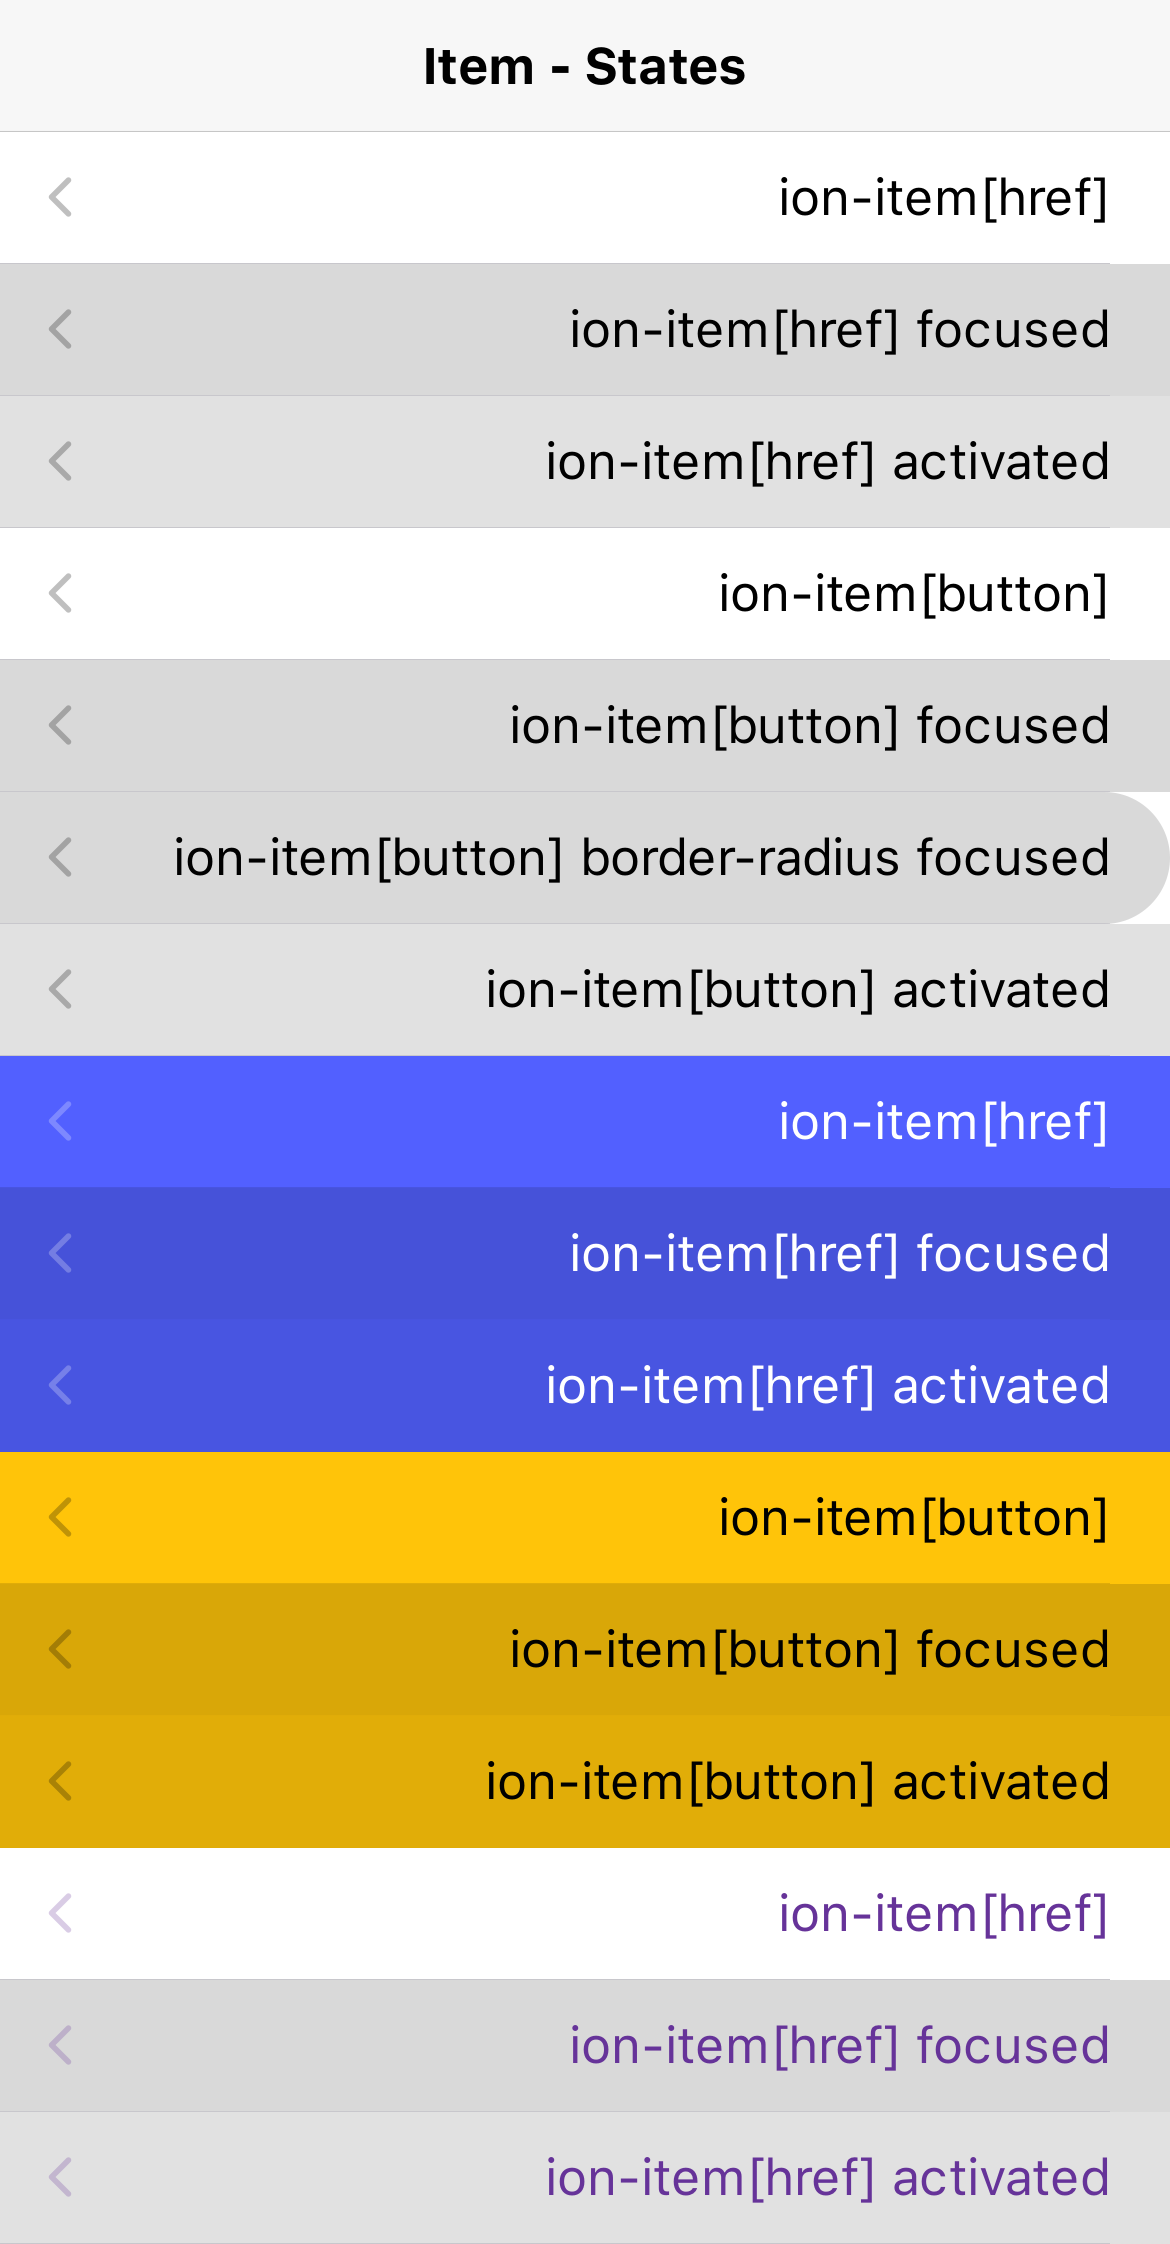 Item - States
ion-item[href]
ion-item[href] focused
ion-item[href] activated
ion-item[button]
ion-item[button] focused
ion-item[button] border-radius focused
ion-item[button] activated
ion-item[href]
ion-item[href] focused
ion-item[href] activated
ion-item[button]
ion-item[button] focused
ion-item[button] activated
ion-item[href]
ion-item[href] focused
ion-item[href] activated